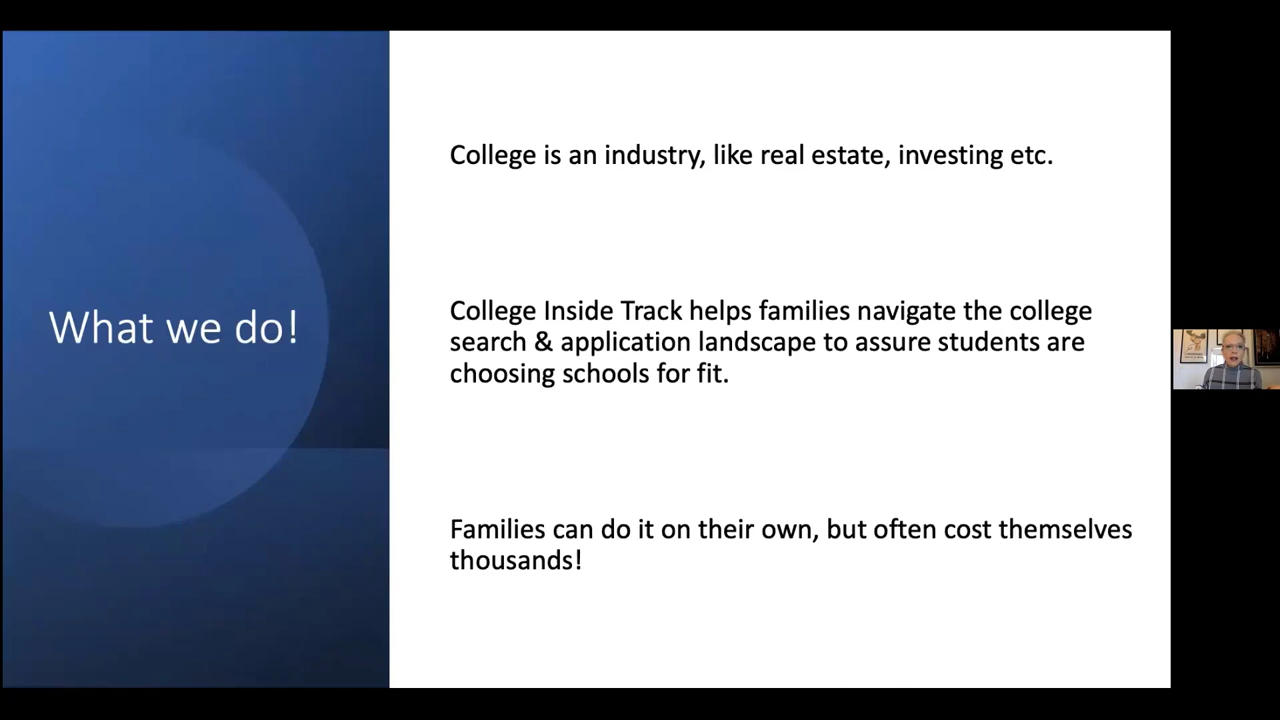 What we do!
College is an industry, like real estate, investing etc.
College Inside Track helps families navigate the college
search & application landscape to assure students are
choosing schools for fit.
Families can do it on their own, but often cost themselves
thousands!